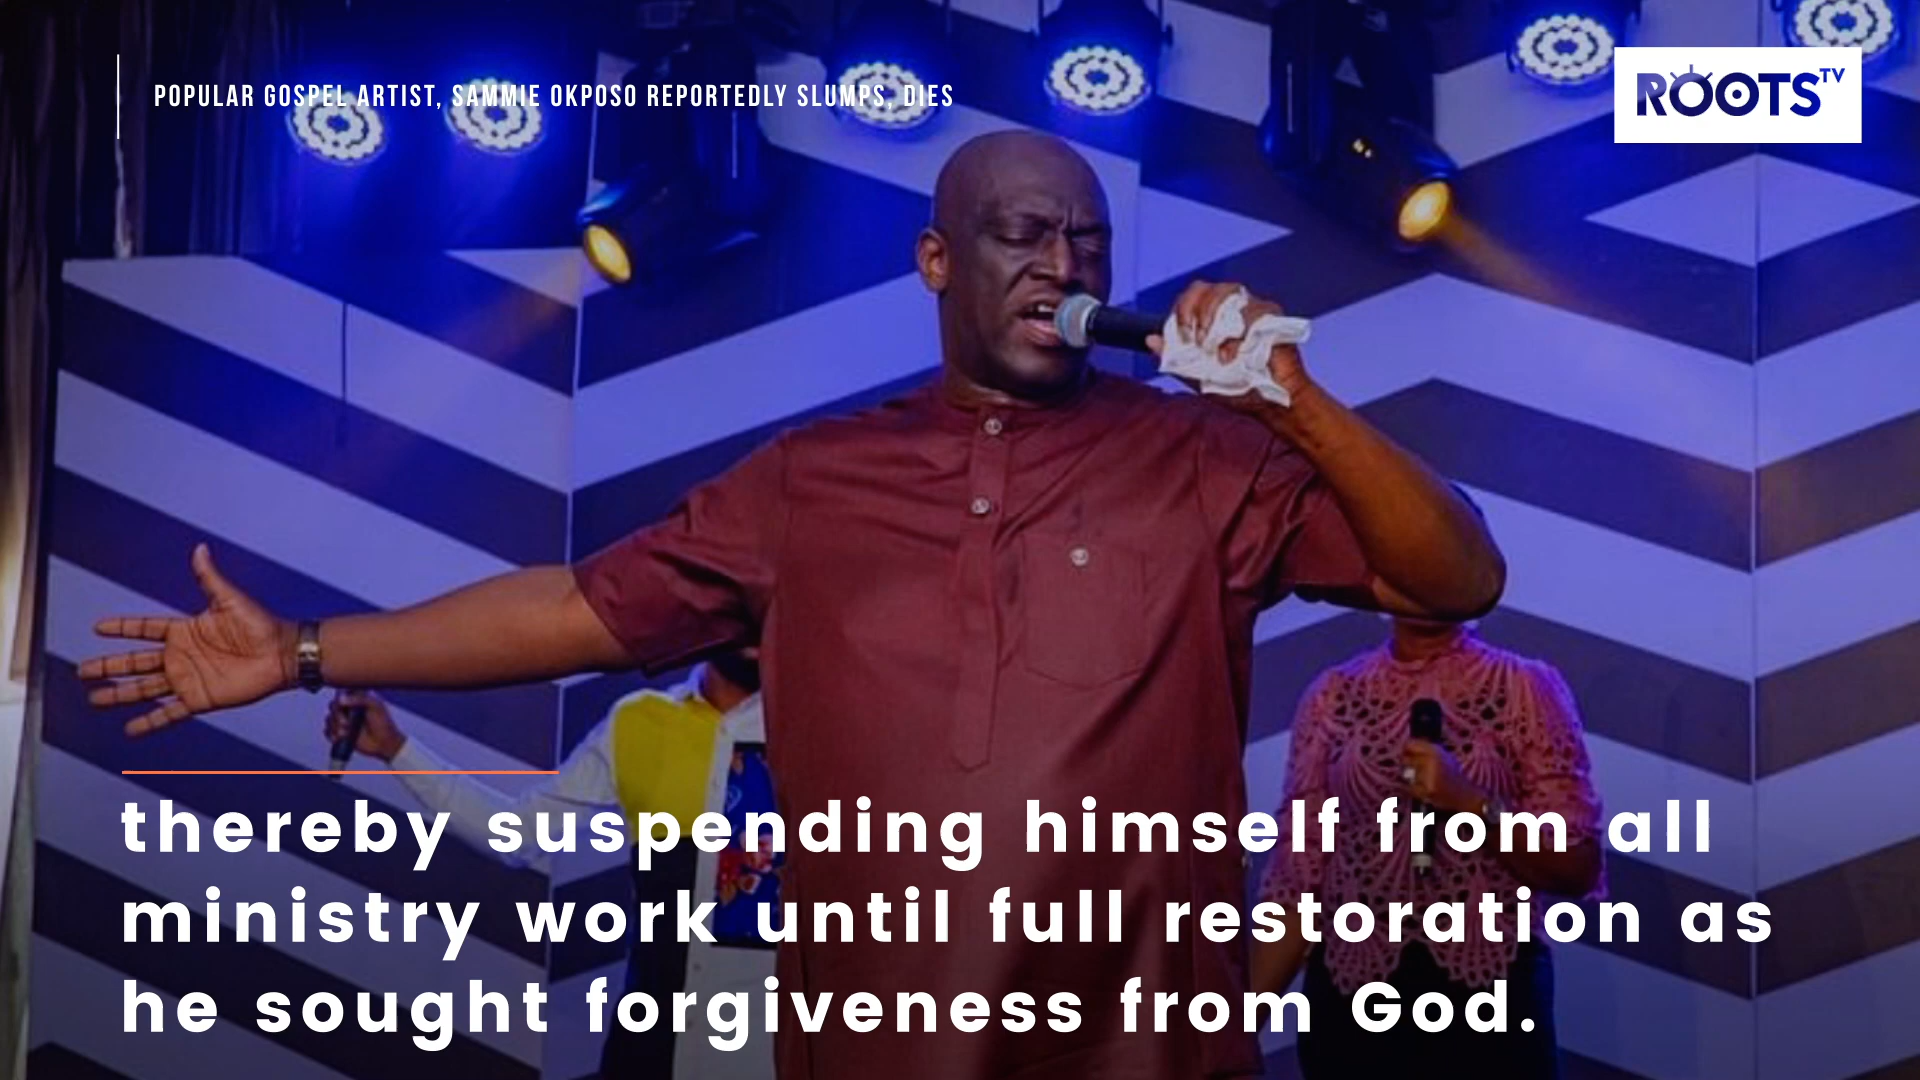 POPULAR GOSPEL ARTIST, SAMMIE OKPOSO REPORTEDLY SLUMPS, DIES
ROOTS TV
thereby suspending himself from all
ministry work until full restoration as
he sought forgiveness from God.